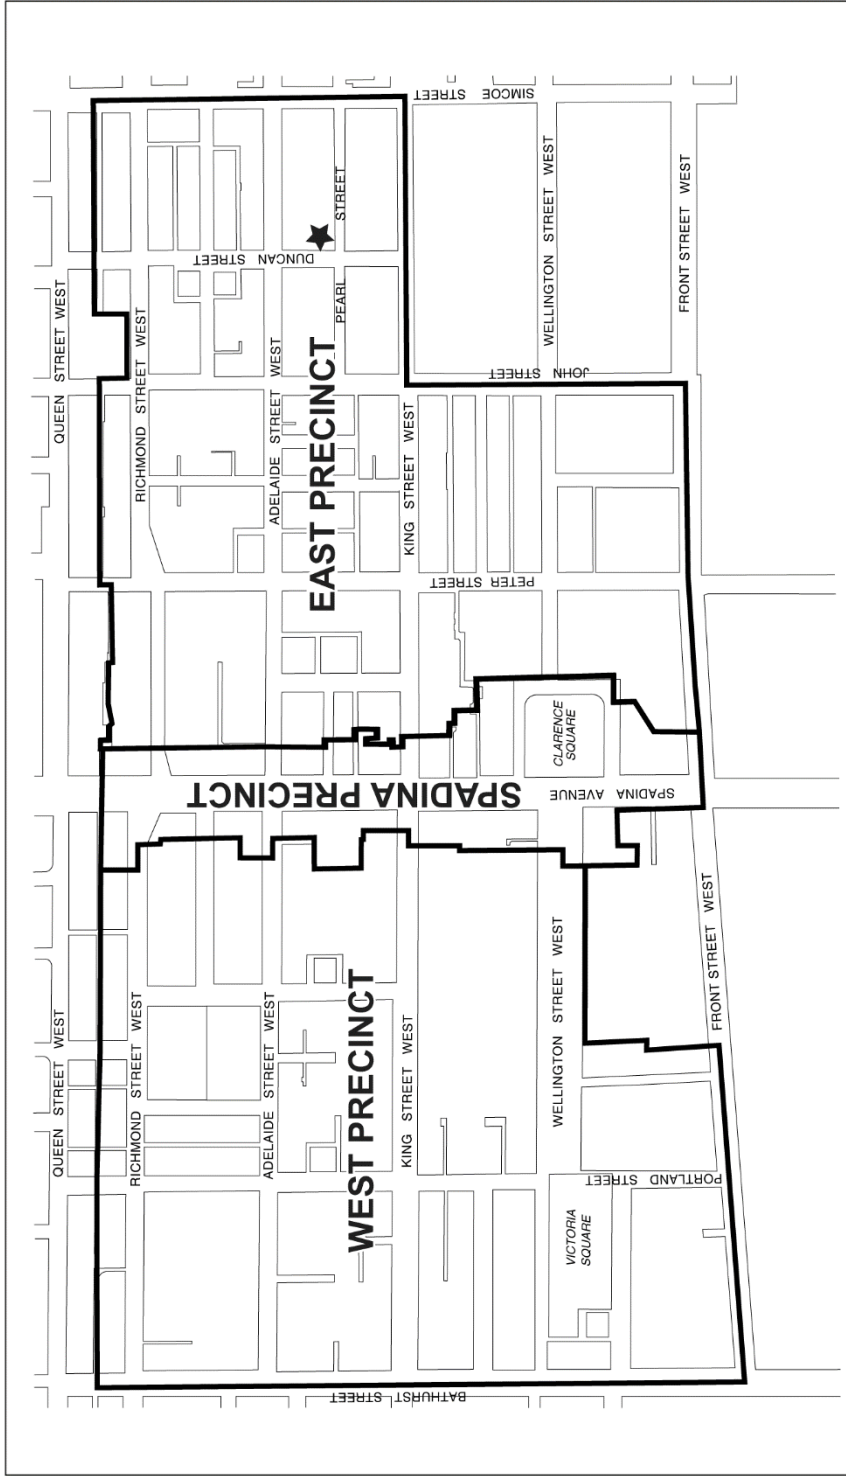 QUEEN STREET WEST
QUEEN STREET WEST
RICHMOND STREET WEST
RICHMOND STREET WEST
ADELAIDE STREET WEST
ADELAIDE STREET WEST
PEARL STREET
KING STREET WEST
KING STREET WEST
WELLINGTON STREET WEST
WELLINGTON STREET WEST
FRONT STREET WEST
FRONT STREET WEST
BATHURST STREET
PORTLAND STREET
SPADINA AVENUE
PETER STREET
JOHN STREET
DUNCAN STREET
SIMCOE STREET
WEST PRECINCT
SPADINA PRECINCT
EAST PRECINCT
VICTORIA
SQUARE
CLARENCE
SQUARE